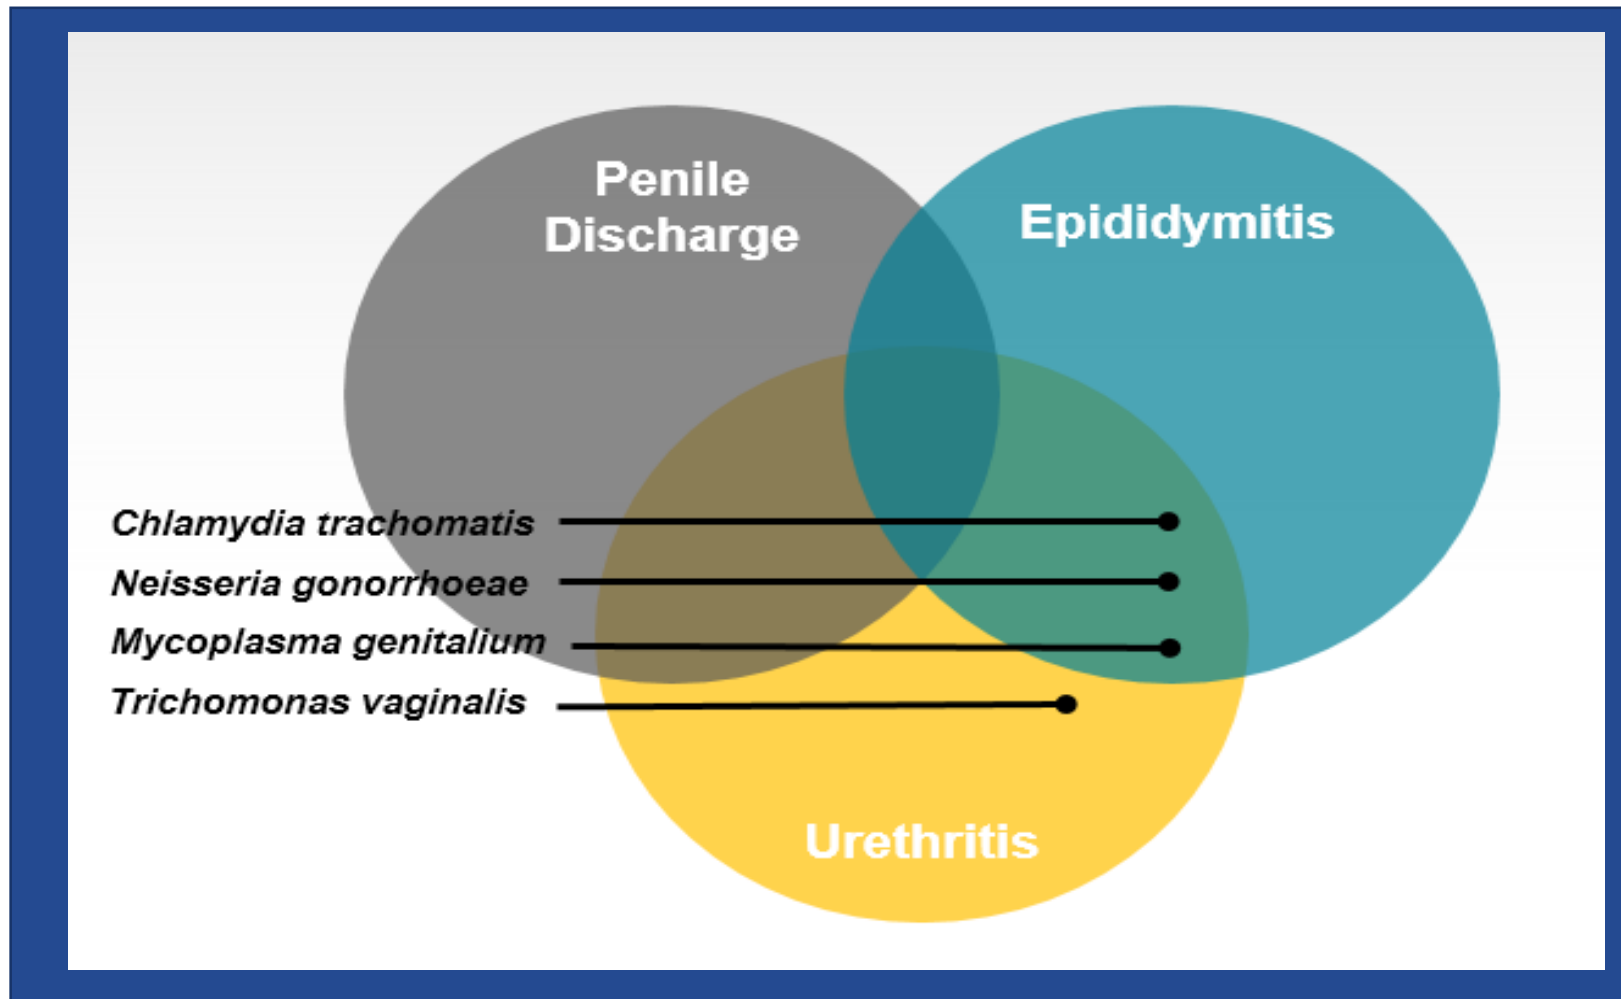 Penile
Discharge
Epididymitis
Chlamydia trachomatis
Neisseria gonorrhoeae
Mycoplasma genitalium
Trichomonas vaginalis
Urethritis